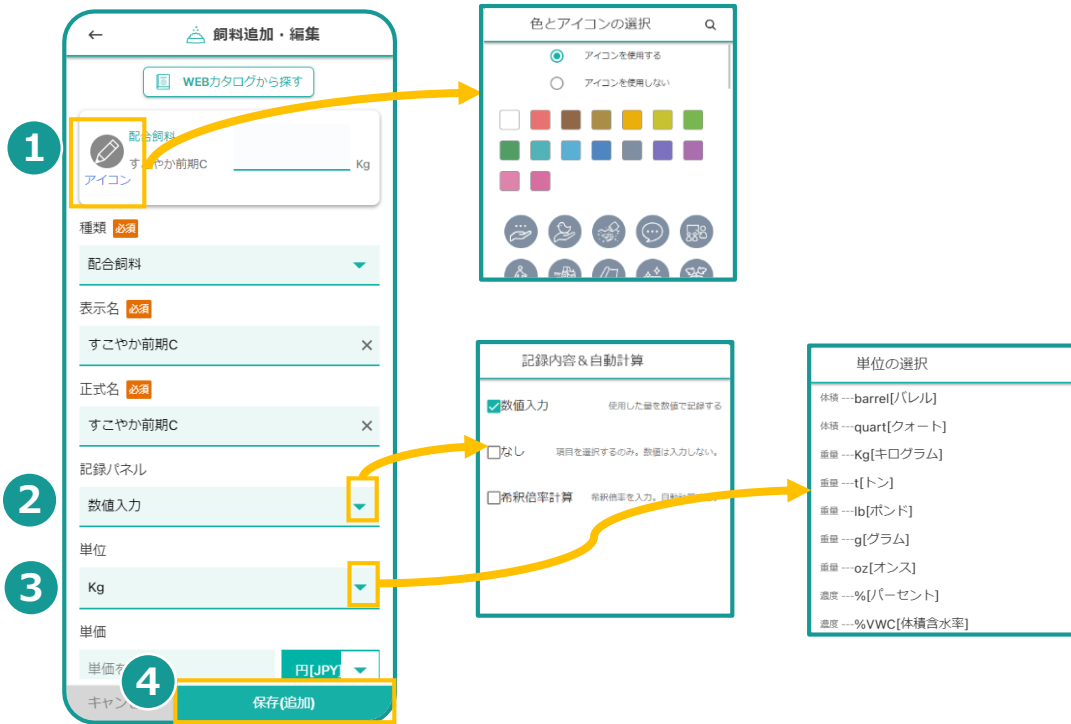 ← 飼料追加・編集
WEBカタログから探す
1
配合飼料
すこやか前期C
Kg
アイコン
種類 必須
配合飼料
表示名 必須
すこやか前期C ×
正式名 必須
すこやか前期C ×
記録パネル
2
数値入力
単位
3
Kg
単価
単価を
円[JPY]
4
キャンセ
保存(追加)
色とアイコンの選択
アイコンを使用する
アイコンを使用しない
記録内容&自動計算
数値入力 使用した量を数値で記録する
なし 項目を選択するのみ。数値は入力しない。
希釈倍率計算 希釈倍率を入力。
単位の選択
体積 ---barrel[バレル]
体積 ---quart[クォート]
重量 ---Kg[キログラム]
重量 ---t[トン]
重量 ---lb[ポンド]
重量 ---g[グラム]
重量 ---oz[オンス]
濃度 ---%[パーセント]
濃度 ---%VWC[体積含水率]